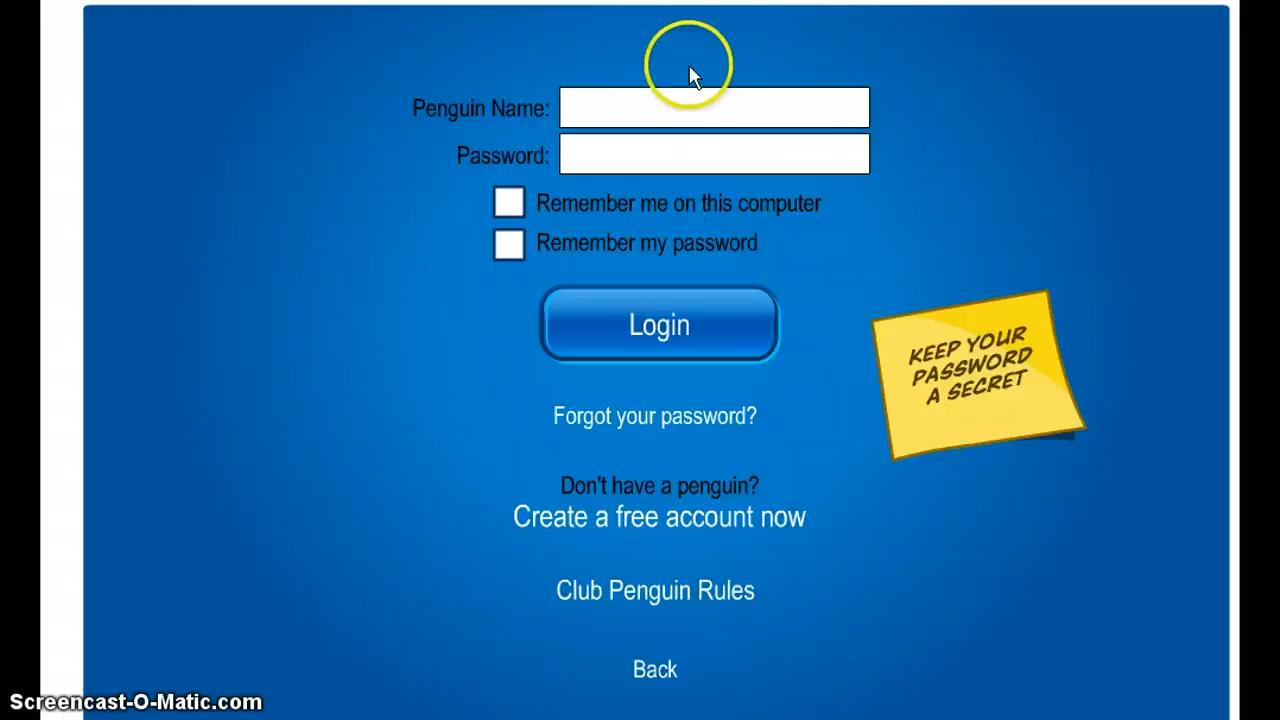 Penguin Name:
Password:
Remember me on this computer
Remember my password
Login
KEEP YOUR
PASSWORD
A SECRET
Forgot your password?
Don't have a penguin?
Create a free account now
Club Penguin Rules
Back
Screencast-O-Matic.com